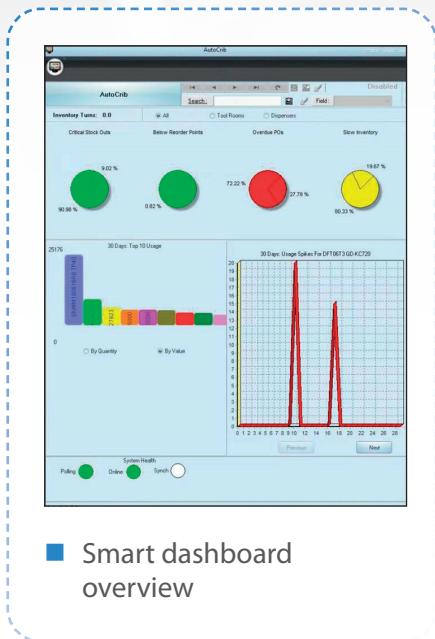 AutoCrib
AutoCrib
Disabled
Search:
Field:
Inventory Turns: 0.0
All
Tool Rooms
Dispensers
Critical Stock Outs
Below Reorder Points
Overdue POs
Slow Inventory
9.02 %
90.98 %
0.82 %
72.22 %
27.78 %
19.67 %
80.33 %
30 Days: Top 10 Usage
25176
0
By Quantity
By Value
30 Days: Usage Spikes For DFT06T3 GD-KC720
20
19
18
17
16
15
14
13
12
11
10
9
8
7
6
5
4
3
2
1
0
0 1 2 3 4 5 6 7 8 9 10 12 14 16 18 20 22 24 26 28
Previous
Next
System Health
Polling
Online
Synch
Smart dashboard
overview